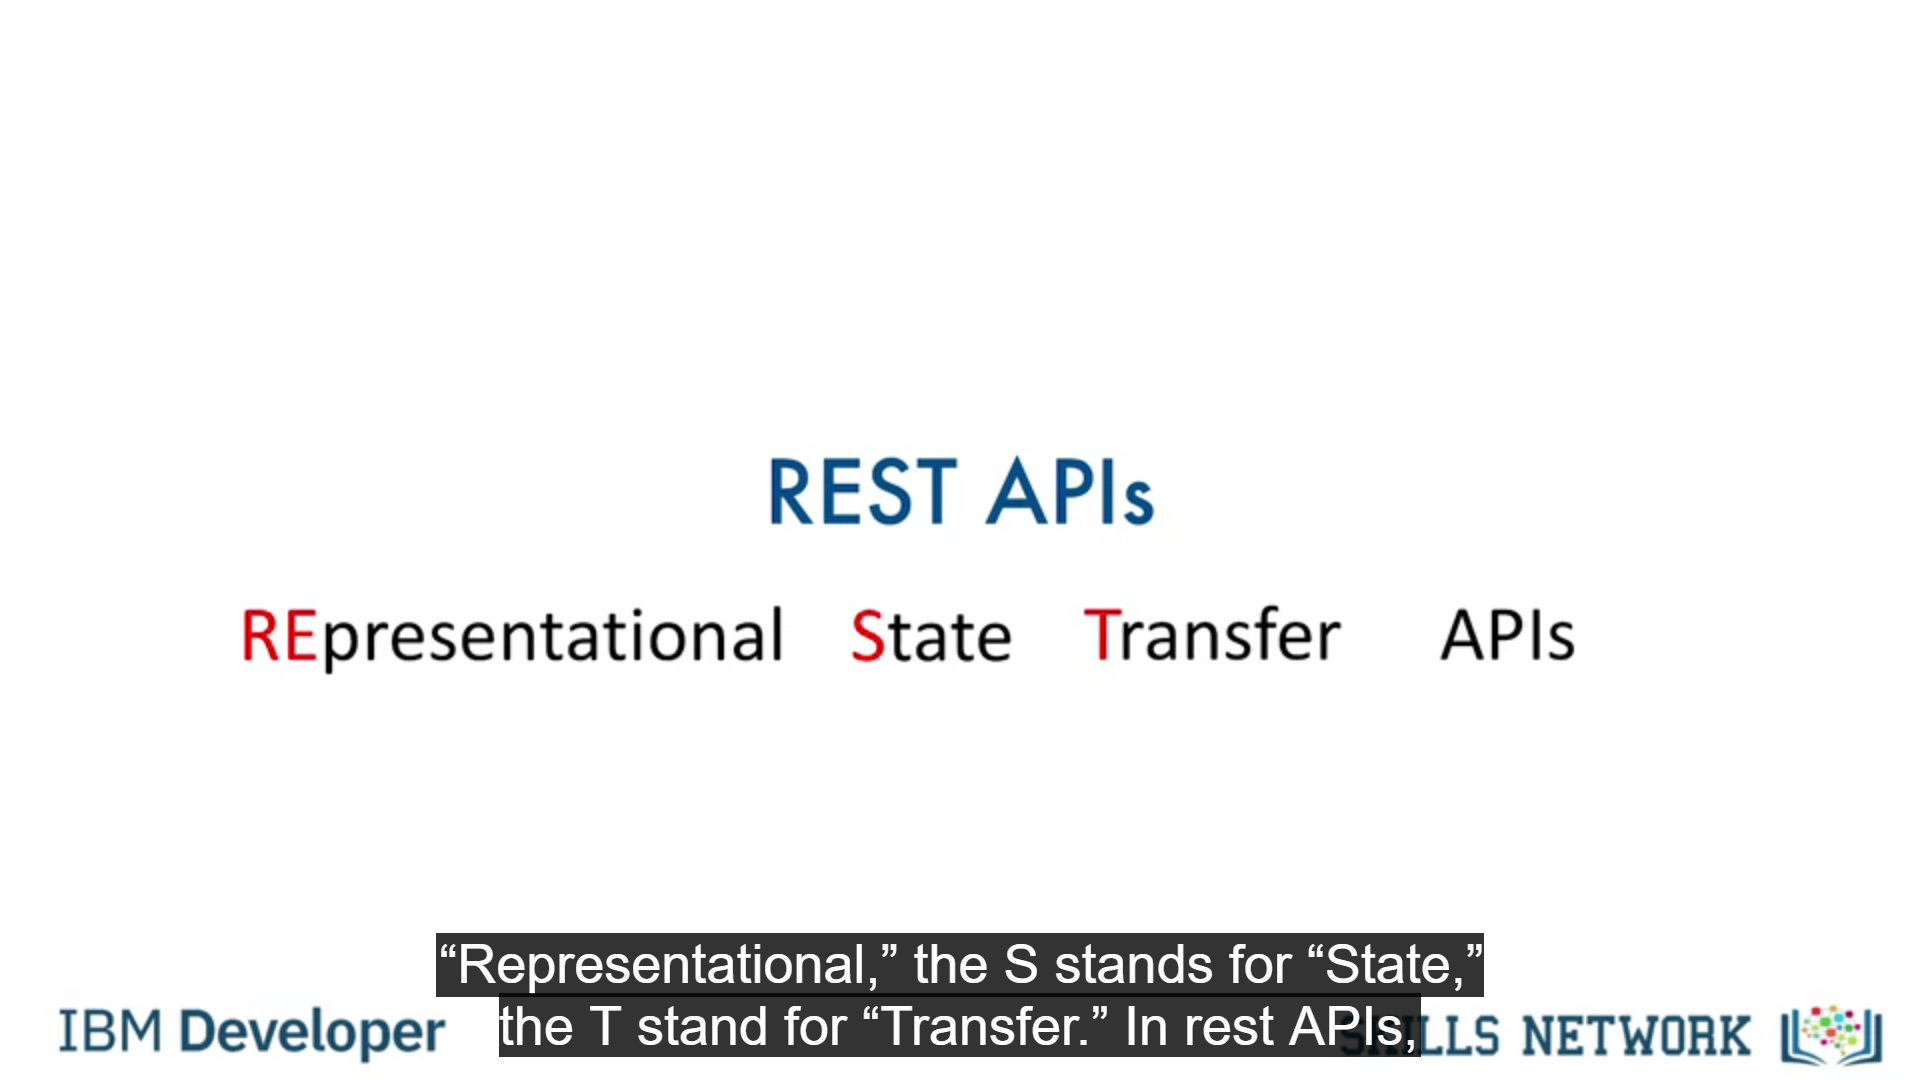 REST APIs
REpresentational State Transfer APIs
“Representational,” the S stands for “State,”
the T stand for “Transfer.” In rest APIs,
IBM Developer
SKILLS NETWORK